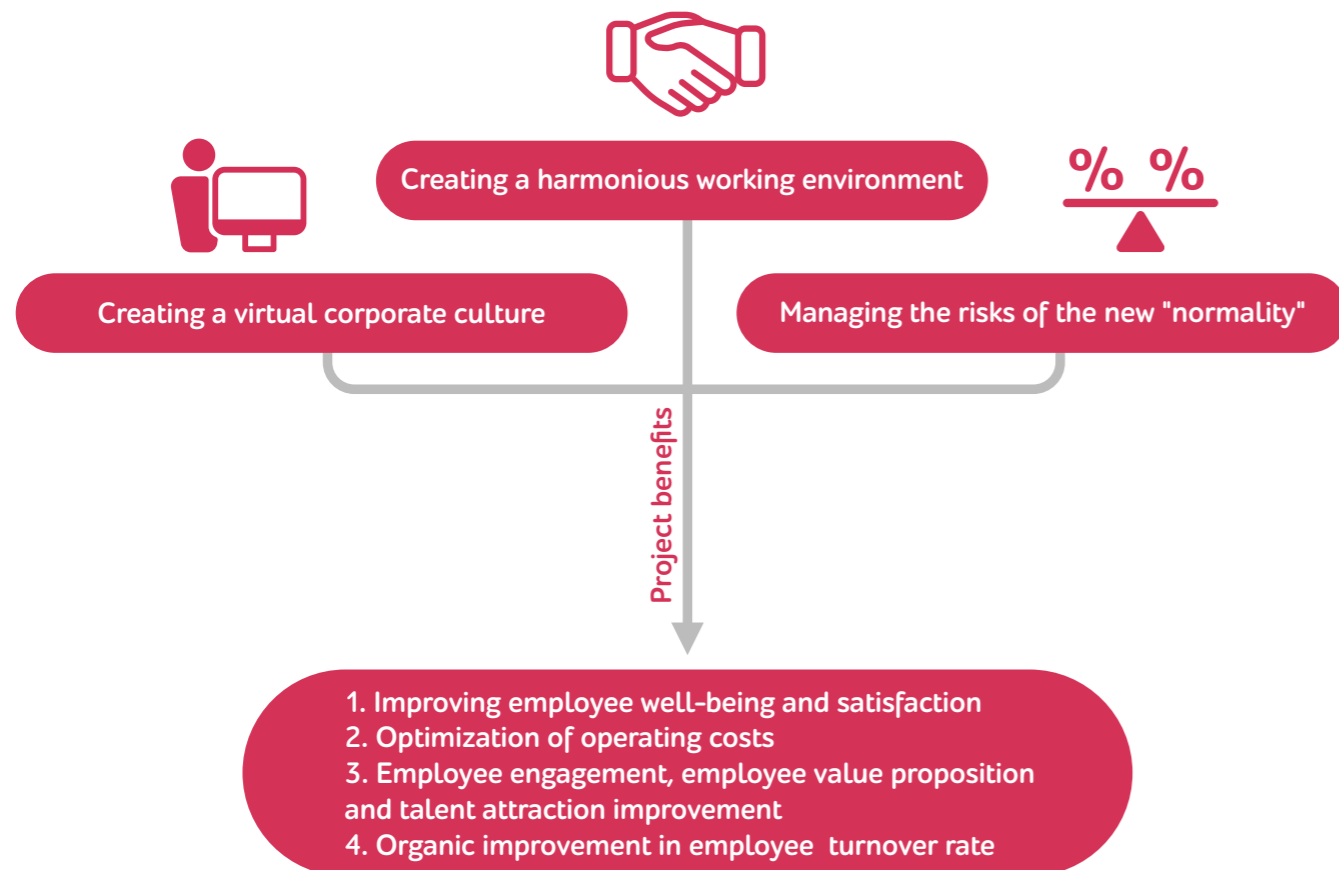 Creating a harmonious working environment
% %
Creating a virtual corporate culture
Managing the risks of the new "normality"
Project benefits
1. Improving employee well-being and satisfaction
2. Optimization of operating costs
3. Employee engagement, employee value proposition
and talent attraction improvement
4. Organic improvement in employee  turnover rate